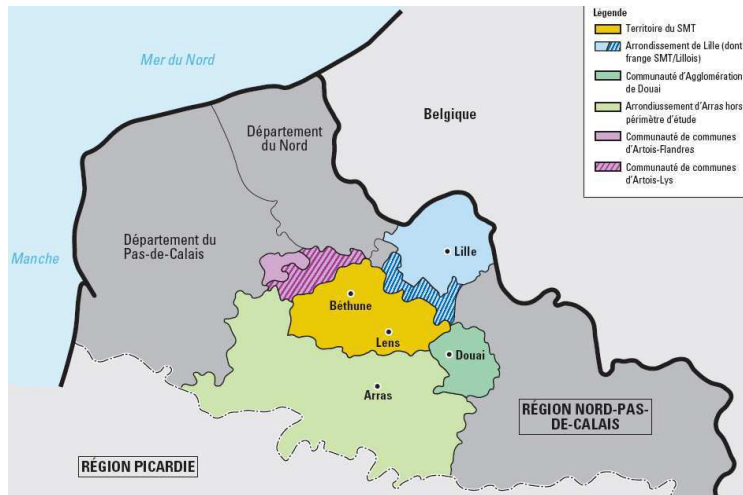 Légende
Territoire du SMT
Arrondissement de Lille (dont
frange SMT/Lillois)
Communauté d'Agglomération
de Douai
Arrondiussement d'Arras hors
périmètre d'étude
Communauté de communes
d'Artois-Flandres
Communauté de communes
d'Artois-Lys
Mer du Nord
Belgique
Département
du Nord
Département du
Pas-de-Calais
Manche
Lille
Béthune
Lens
Douai
Arras
RÉGION NORD-PAS-
DE-CALAIS
RÉGION PICARDIE